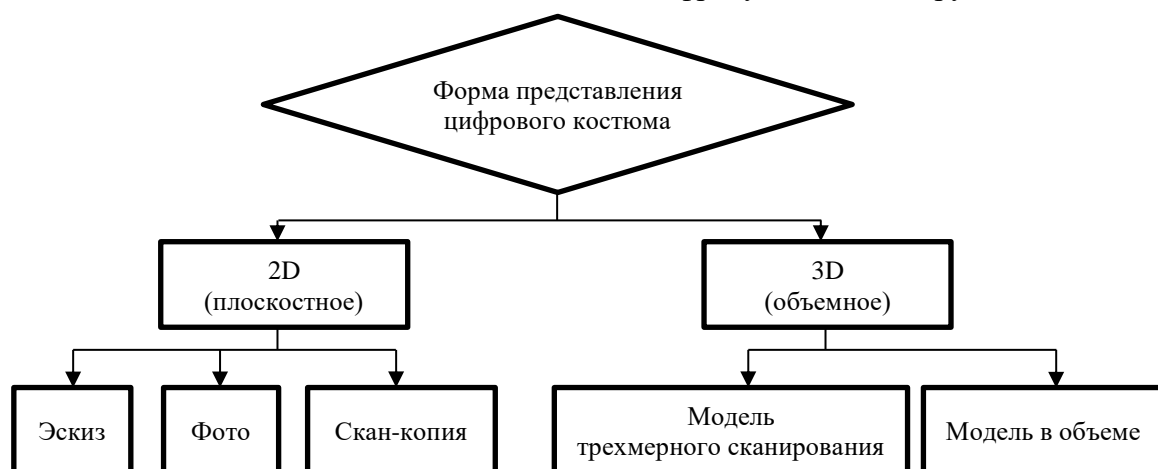 Форма представления
цифрового костюма
2D
(плоскостное)
3D
(объемное)
Эскиз
Фото
Скан-копия
Модель
трехмерного сканирования
Модель в объеме